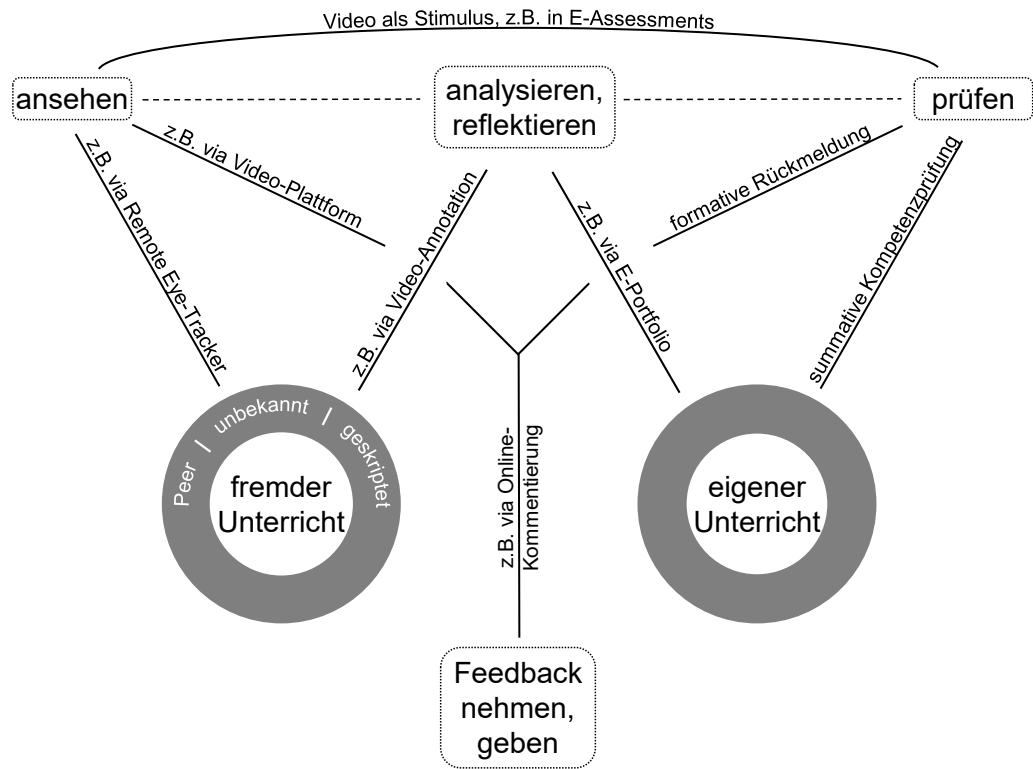 Video als Stimulus, z.B. in E-Assessments
ansehen
analysieren,
reflektieren
prüfen
z.B. via Remote Eye-Tracker
z.B. via Video-Plattform
z.B. via Video-Annotation
z.B. via E-Portfolio
formative Rückmeldung
summative Kompetenzprüfung
Peer | unbekannt | geskriptet
fremder
Unterricht
z.B. via Online-
Kommentierung
eigener
Unterricht
Feedback
nehmen,
geben